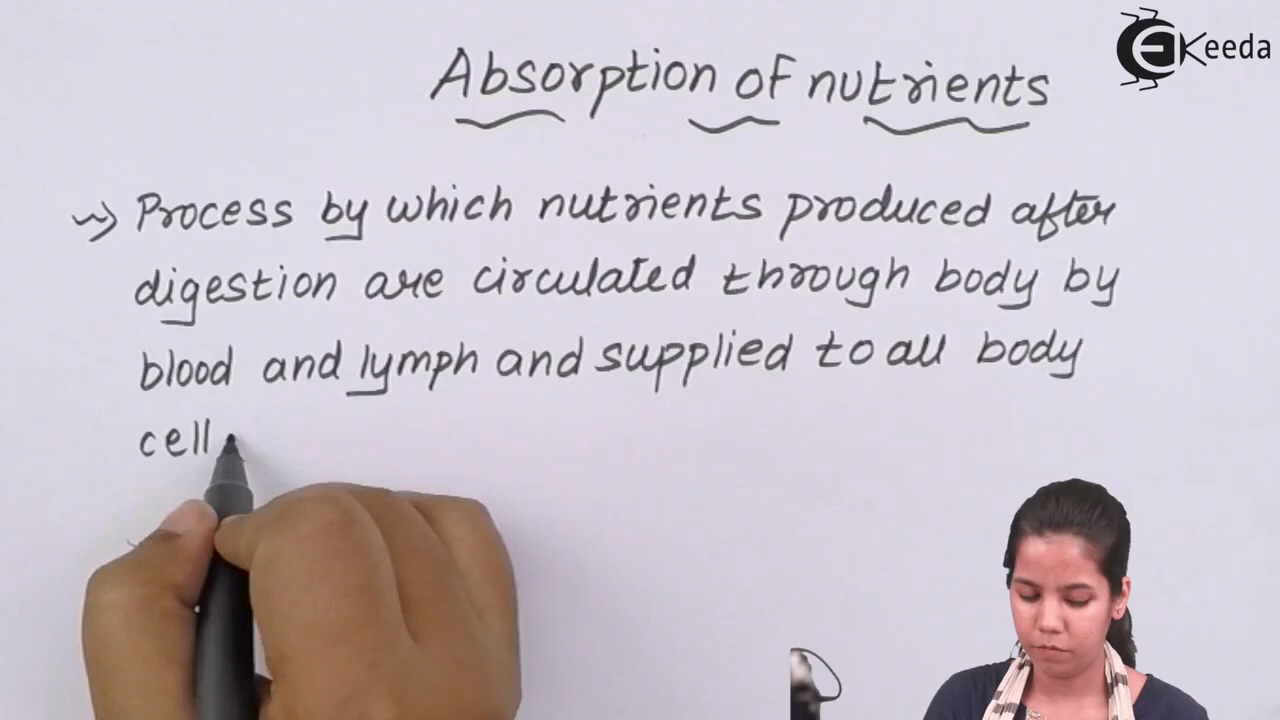 Absorption of nutrients
Ekeeda
Process by which nutrients produced after
digestion are circulated through body by
blood and lymph and supplied to all body
cell